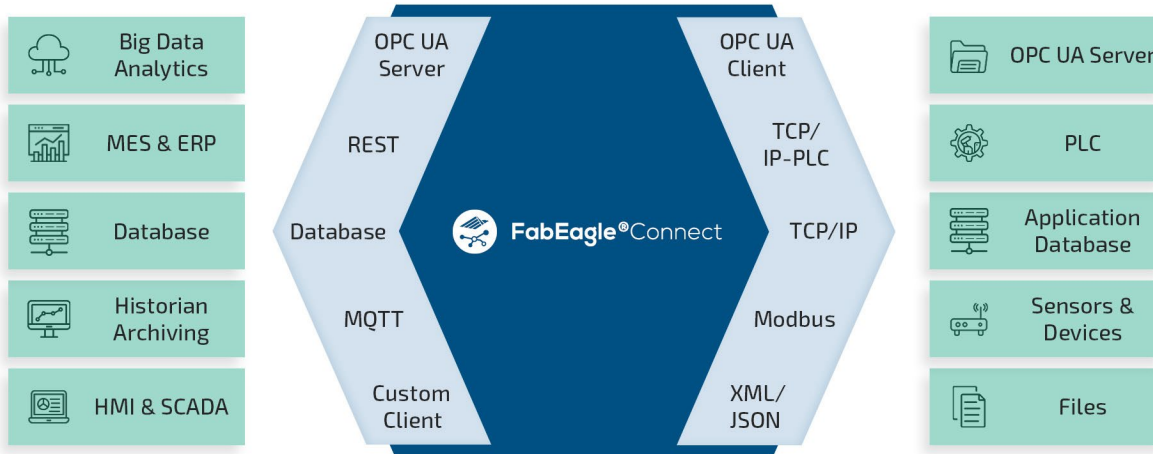 Big Data
Analytics
MES & ERP
Database
Historian
Archiving
HMI & SCADA
OPC UA
Server
REST
Database
MQTT
Custom
Client
FabEagle®Connect
OPC UA
Client
TCP/
IP-PLC
TCP/IP
Modbus
XML/
JSON
OPC UA Server
PLC
Application
Database
Sensors &
Devices
Files